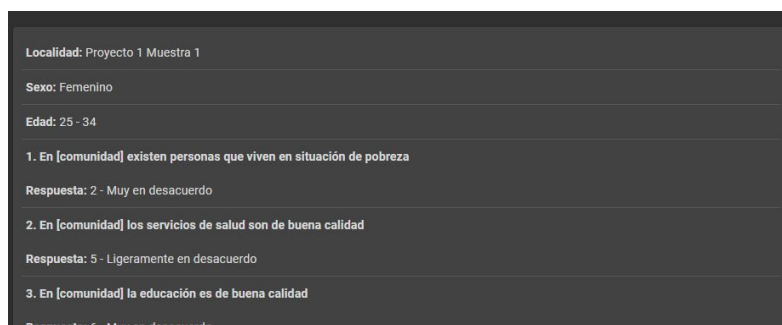 Localidad: Proyecto 1 Muestra 1
Sexo: Femenino
Edad: 25 - 34
1. En [comunidad] existen personas que viven en situación de pobreza
Respuesta: 2 - Muy en desacuerdo
2. En [comunidad] los servicios de salud son de buena calidad
Respuesta: 5 - Ligeramente en desacuerdo
3. En [comunidad] la educación es de buena calidad